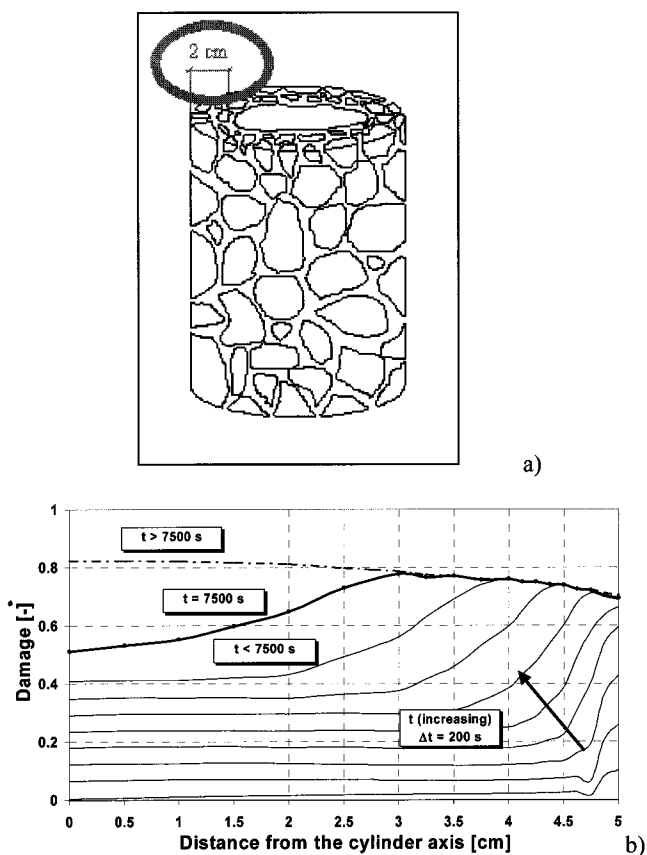 2 cm
a)
1
0.8
0.6
0.4
0.2
0
Damage [-]
t > 7500 s
t = 7500 s
t < 7500 s
t (increasing)
Δt = 200 s
0 0.5 1 1.5 2 2.5 3 3.5 4 4.5 5
Distance from the cylinder axis [cm]
b)